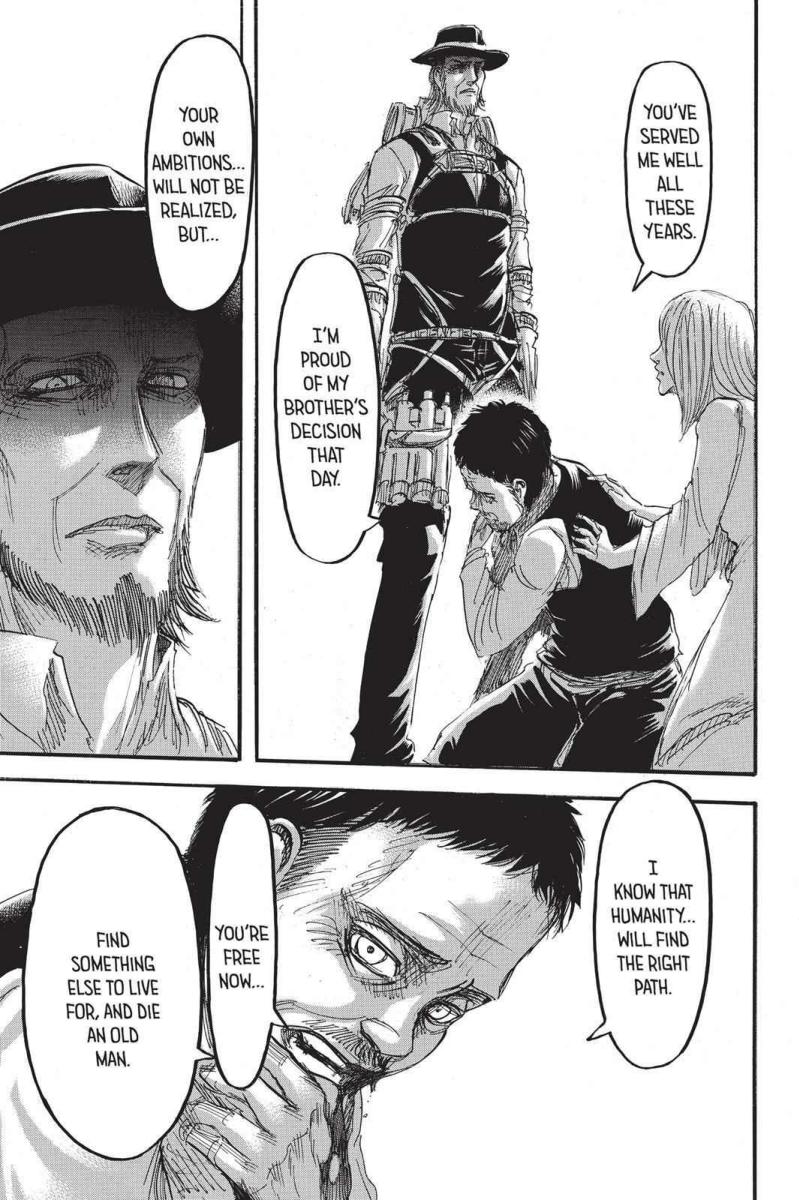 YOU'VE
SERVED
ME WELL
ALL
THESE
YEARS.
I'M
PROUD
OF MY
BROTHER'S
DECISION
THAT
DAY.
YOUR
OWN
AMBITIONS...
WILL NOT BE
REALIZED,
BUT...
I
KNOW THAT
HUMANITY...
WILL FIND
THE RIGHT
PATH.
YOU'RE
FREE
NOW...
FIND
SOMETHING
ELSE TO LIVE
FOR, AND DIE
AN OLD
MAN.